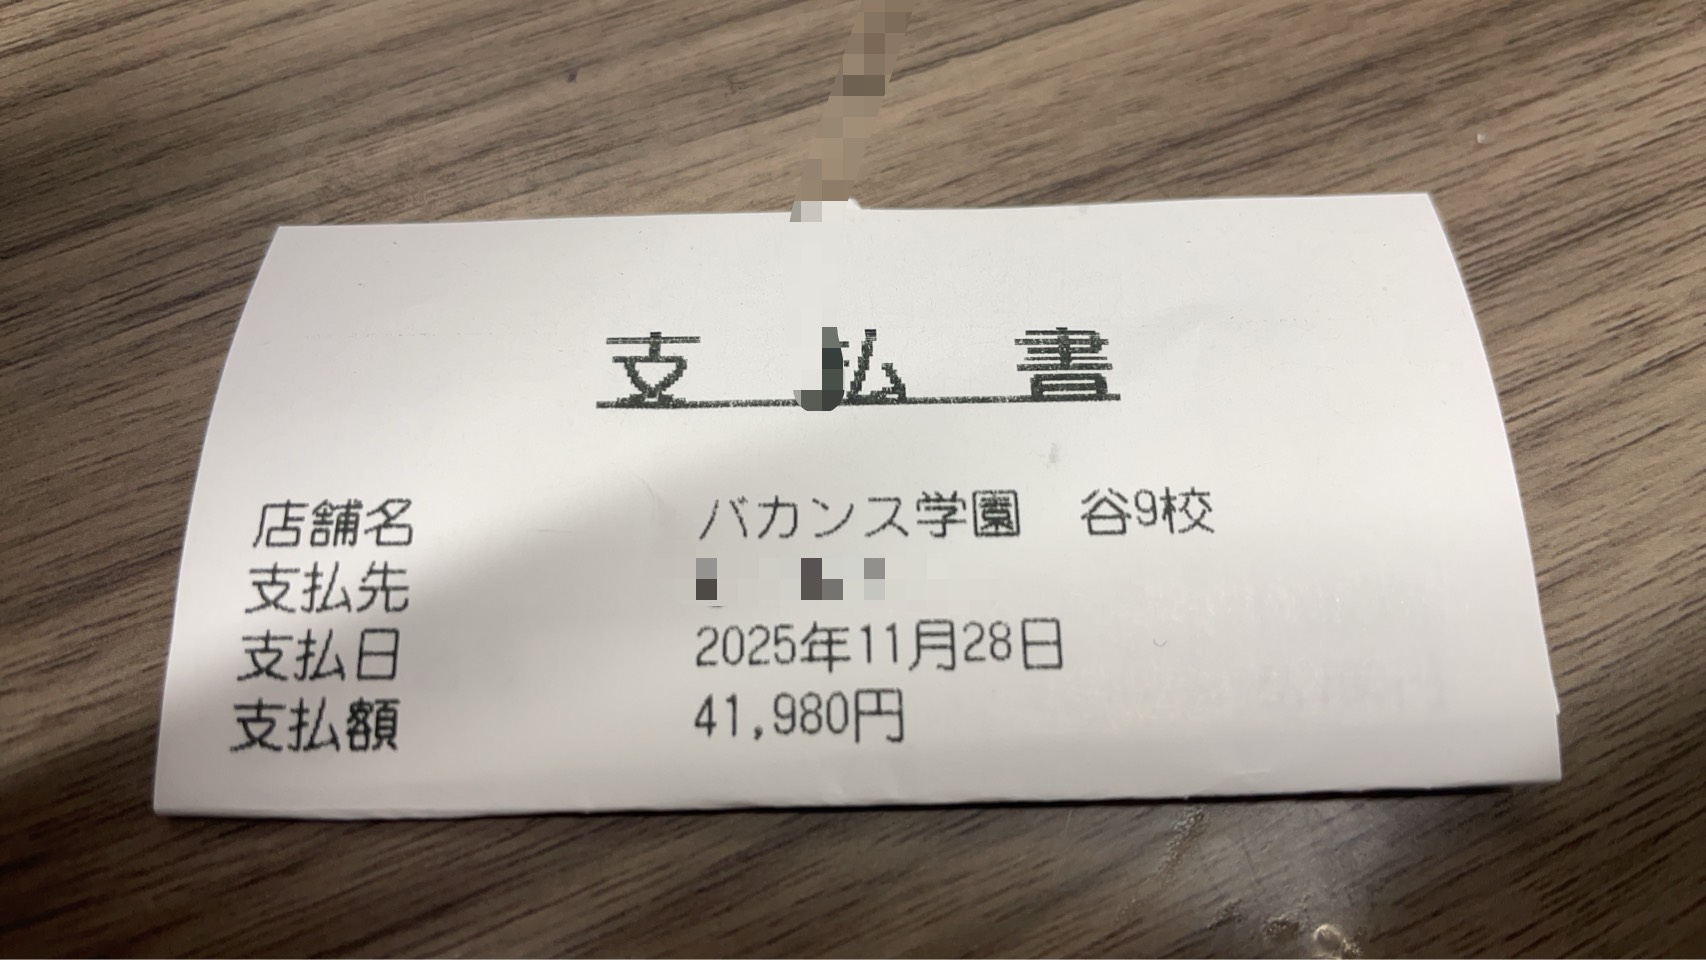 支払書
店舗名 バカンス学園 谷9校
支払先
支払日 2025年11月28日
支払額 41,980円